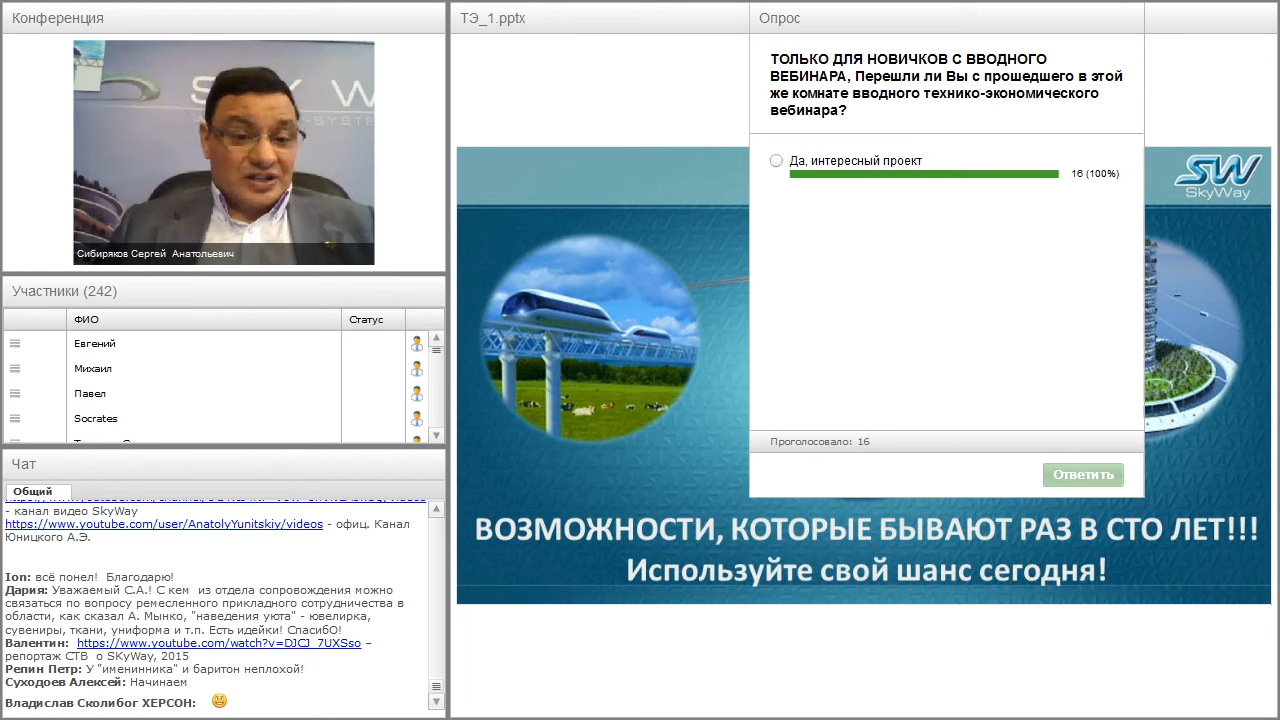 Конференция
SKY W
-SYSTE
Сибиряков Сергей Анатольевич
Участники (242)
ФИО
Статус
Евгений
Михаил
Павел
Socrates
Чат
Общий
- канал видео SkyWay
https://www.youtube.com/user/AnatolyYunitskiy/videos - офиц. Канал
Юницкого А.Э.
Ion: всё понел! Благодарю!
Дария: Уважаемый С.А.! С кем из отдела сопровождения можно
связаться по вопросу ремесленного прикладного сотрудничества в
области, как сказал А. Мынко, "наведения уюта" - ювелирка,
сувениры, ткани, униформа и т.п. Есть идейки! СпасибО!
Валентин: https://www.youtube.com/watch?v=DJCJ_7UXSso –
репортаж СТВ о SKyWay, 2015
Репин Петр: У "именинника" и баритон неплохой!
Суходоев Алексей: Начинаем
Владислав Сколибог ХЕРСОН:
ТЭ_1.pptx
Опрос
ТОЛЬКО ДЛЯ НОВИЧКОВ С ВВОДНОГО
ВЕБИНАРА, Перешли ли Вы с прошедшего в этой
же комнате вводного технико-экономического
вебинара?
Да, интересный проект
16 (100%)
Проголосовало: 16
Ответить
SW
SkyWay
ВОЗМОЖНОСТИ, КОТОРЫЕ БЫВАЮТ РАЗ В СТО ЛЕТ!!!
Используйте свой шанс сегодня!